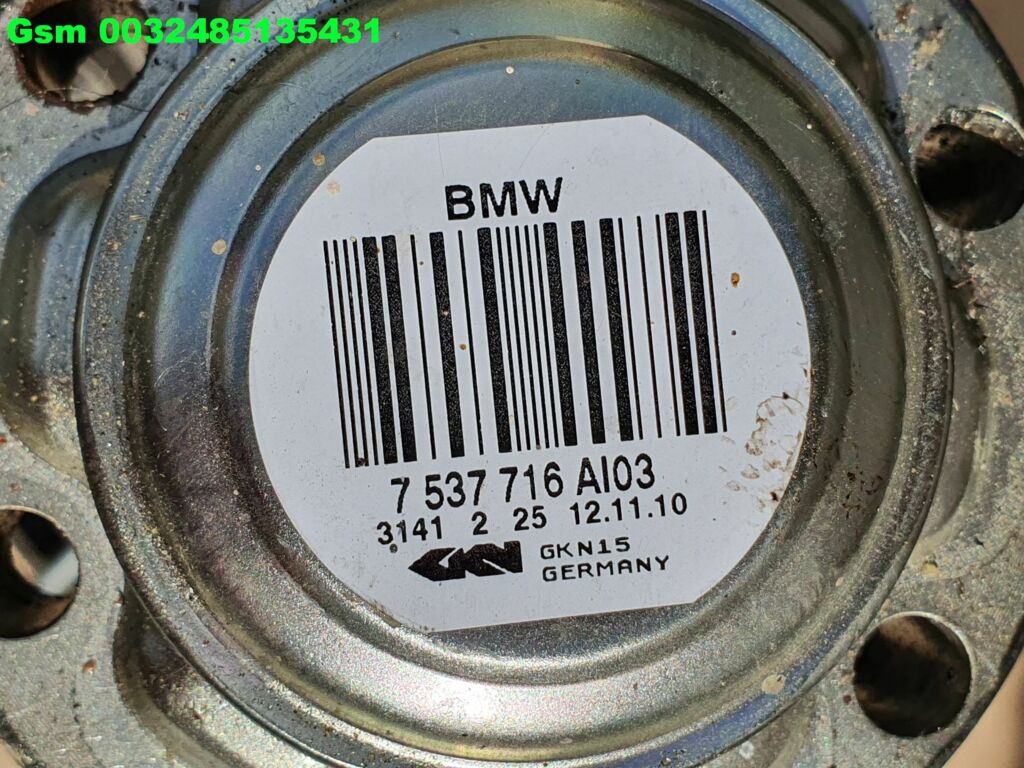 Gsm 0032485135431
BMW
7 537 716 AI03
3141 2 25 12.11.10
GKN GKN15
GERMANY